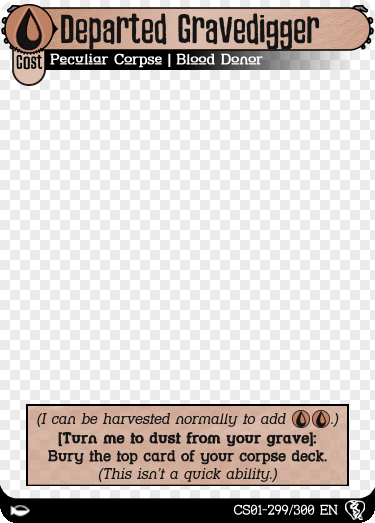 Departed Gravedigger
Cost
Peculiar Corpse | Blood Donor
(I can be harvested normally to add .)
[Turn me to dust from your grave]:
Bury the top card of your corpse deck.
(This isn't a quick ability.)
CS01-299/300 EN